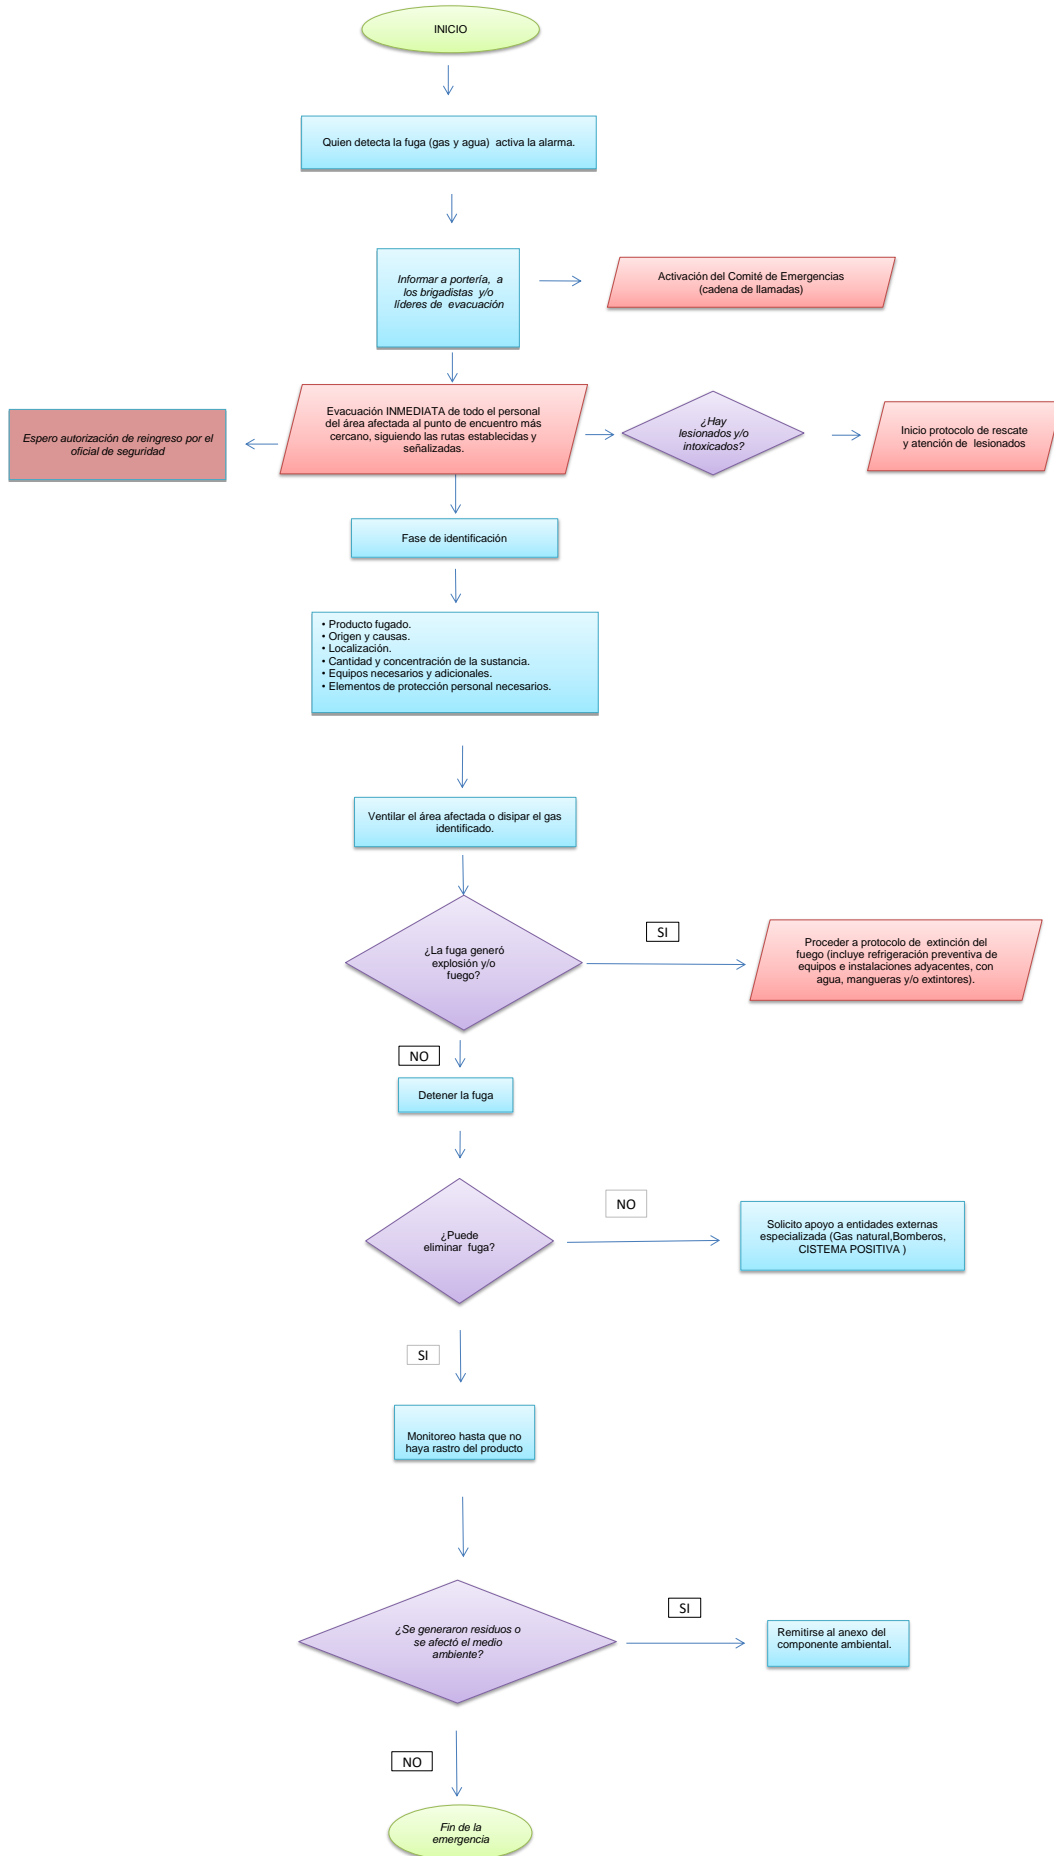 INICIO
Quien detecta la fuga (gas y agua) activa la alarma.
Informar a portería, a
los brigadistas y/o
líderes de evacuación
Activación del Comité de Emergencias
(cadena de llamadas)
Espero autorización de reingreso por el
oficial de seguridad
Evacuación INMEDIATA de todo el personal
del área afectada al punto de encuentro más
cercano, siguiendo las rutas establecidas y
señalizadas.
¿Hay
lesionados y/o
intoxicados?
Inicio protocolo de rescate
y atención de lesionados
Fase de identificación
• Producto fugado.
• Origen y causas.
• Localización.
• Cantidad y concentración de la sustancia.
• Equipos necesarios y adicionales.
• Elementos de protección personal necesarios.
Ventilar el área afectada o disipar el gas
identificado.
¿La fuga generó
explosión y/o
fuego?
SI
Proceder a protocolo de extinción del
fuego (incluye refrigeración preventiva de
equipos e instalaciones adyacentes, con
agua, mangueras y/o extintores).
NO
Detener la fuga
¿Puede
eliminar fuga?
NO
Solicito apoyo a entidades externas
especializada (Gas natural,Bomberos,
CISTEMA POSITIVA )
SI
Monitoreo hasta que no
haya rastro del producto
¿Se generaron residuos o
se afectó el medio
ambiente?
SI
Remitirse al anexo del
componente ambiental.
NO
Fin de la
emergencia